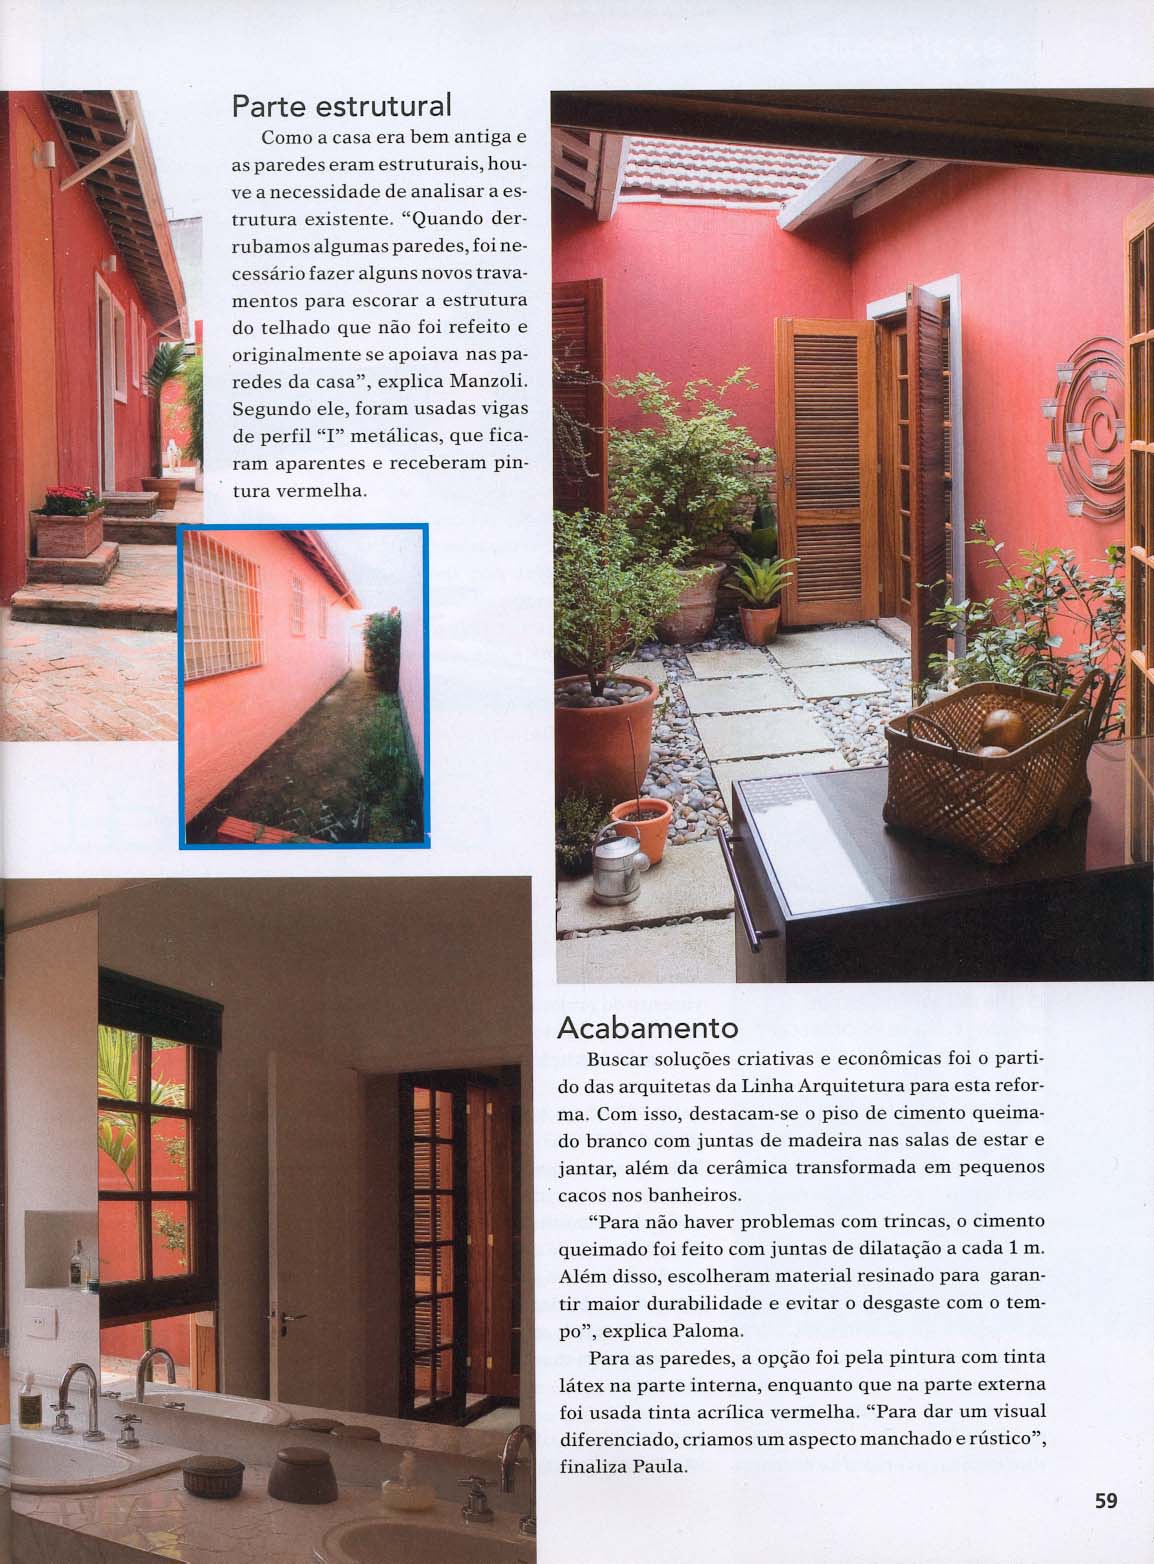 Parte estrutural
Como a casa era bem antiga e
as paredes eram estruturais, hou-
ve a necessidade de analisar a es-
trutura existente. “Quando der-
rubamos algumas paredes, foi ne-
cessário fazer alguns novos trava-
mentos para escorar a estrutura
do telhado que não foi refeito e
originalmente se apoiava nas pa-
redes da casa”, explica Manzoli.
Segundo ele, foram usadas vigas
de perfil “I” metálicas, que fica-
ram aparentes e receberam pin-
tura vermelha.
Acabamento
Buscar soluções criativas e econômicas foi o parti-
do das arquitetas da Linha Arquitetura para esta refor-
ma. Com isso, destacam-se o piso de cimento queima-
do branco com juntas de madeira nas salas de estar e
jantar, além da cerâmica transformada em pequenos
cacos nos banheiros.
“Para não haver problemas com trincas, o cimento
queimado foi feito com juntas de dilatação a cada 1 m.
Além disso, escolheram material resinado para garan-
tir maior durabilidade e evitar o desgaste com o tem-
po”, explica Paloma.
Para as paredes, a opção foi pela pintura com tinta
látex na parte interna, enquanto que na parte externa
foi usada tinta acrílica vermelha. “Para dar um visual
diferenciado, criamos um aspecto manchado e rústico”,
finaliza Paula.
59